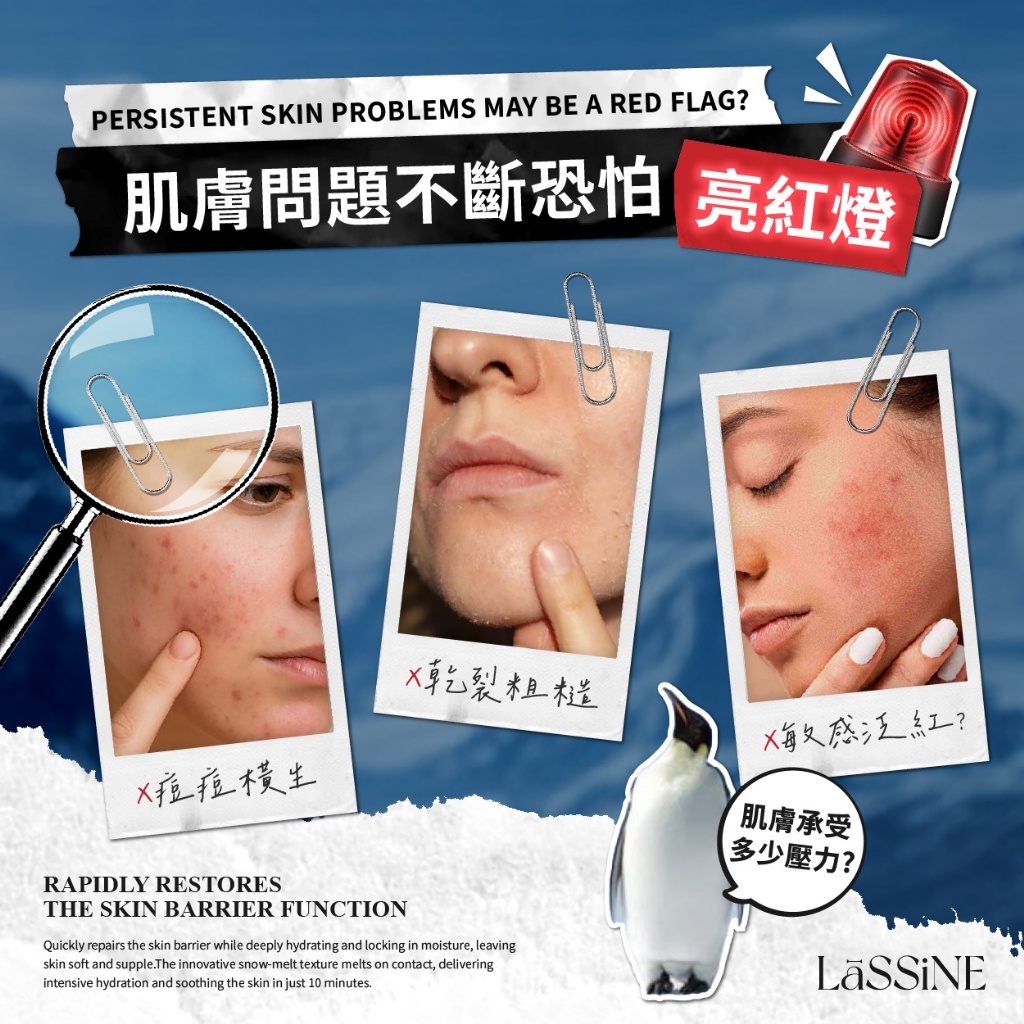 PERSISTENT SKIN PROBLEMS MAY BE A RED FLAG?
肌膚問題不斷恐怕 亮紅燈
×痘痘橫生
×乾裂粗糙
×敏感泛紅?
肌膚承受
多少壓力?
RAPIDLY RESTORES
THE SKIN BARRIER FUNCTION
Quickly repairs the skin barrier while deeply hydrating and locking in moisture, leaving
skin soft and supple.The innovative snow-melt texture melts on contact, delivering
intensive hydration and soothing the skin in just 10 minutes.
LāSSiNE